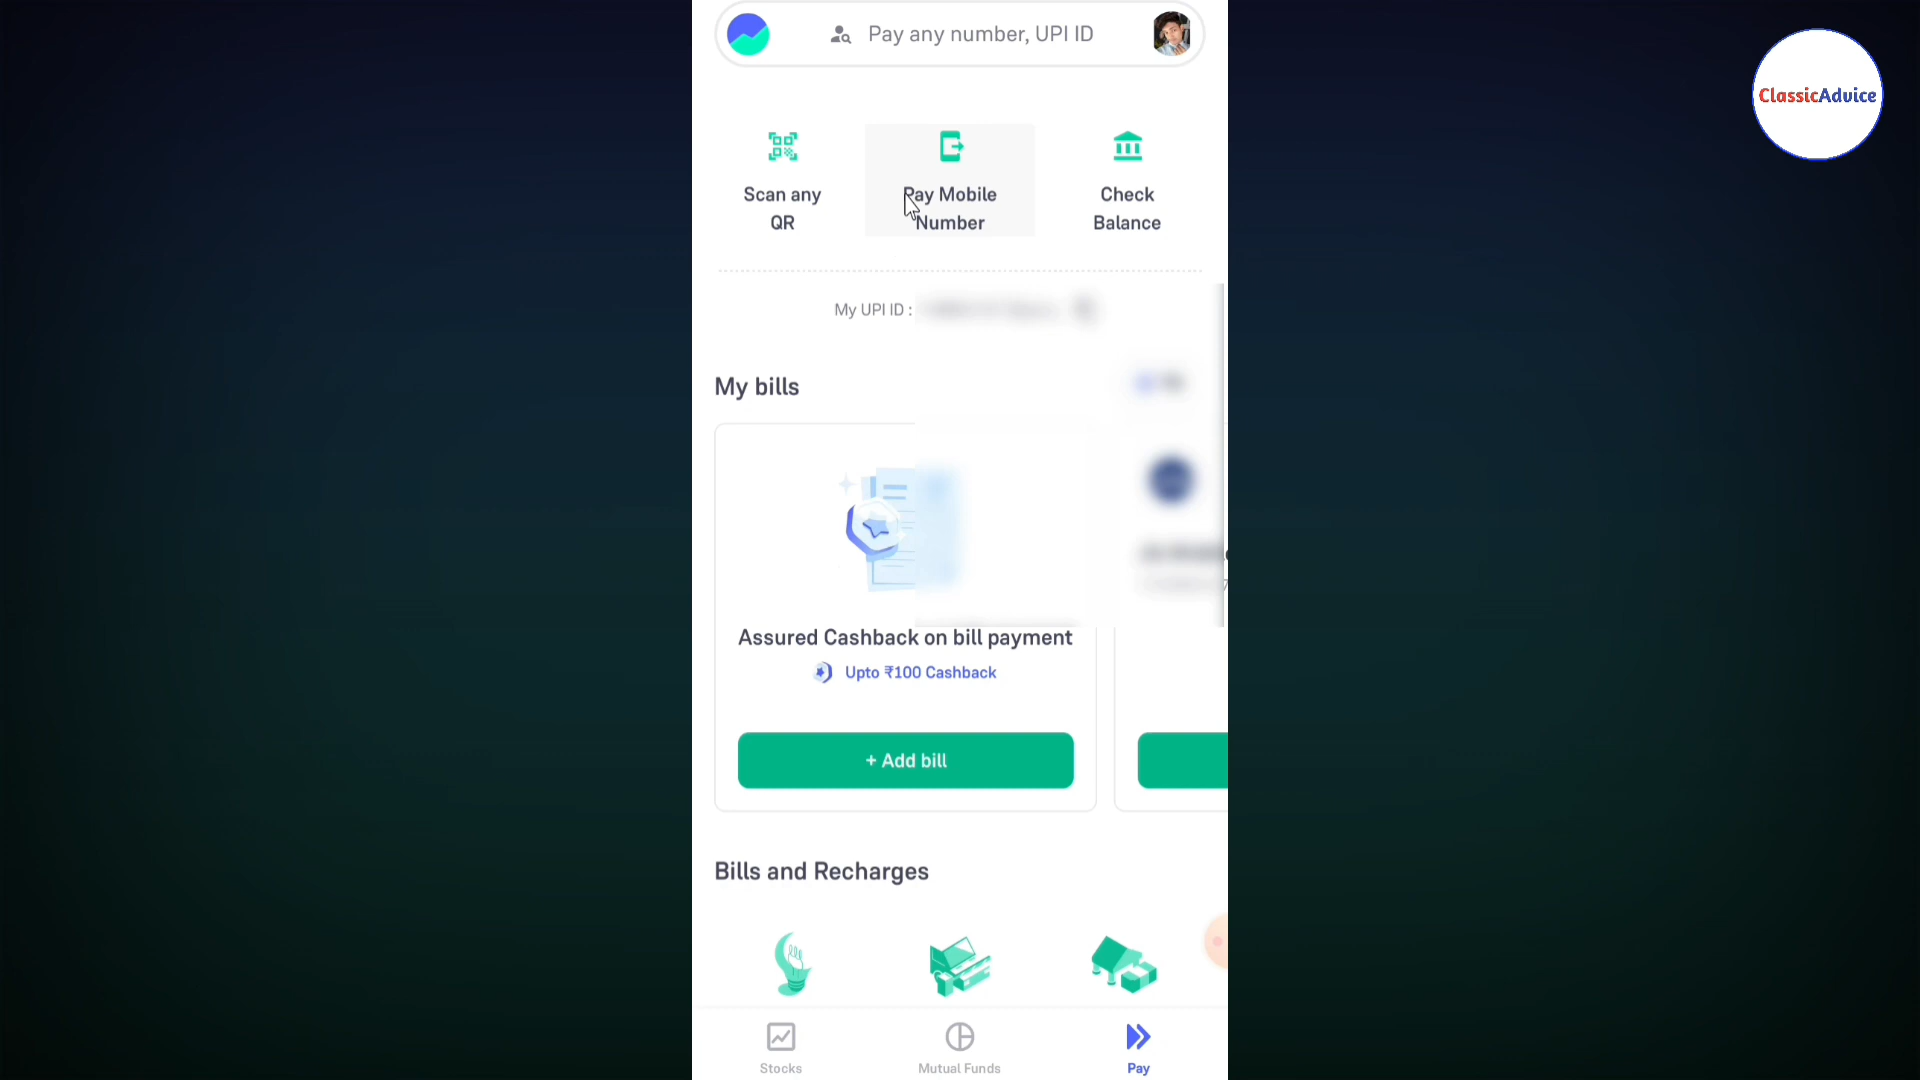 Pay any number, UPI ID
ClassicAdvice
Scan any
QR
Pay Mobile
Number
Check
Balance
My UPI ID :
My bills
Assured Cashback on bill payment
Upto ₹100 Cashback
+ Add bill
Bills and Recharges
Stocks
Mutual Funds
Pay